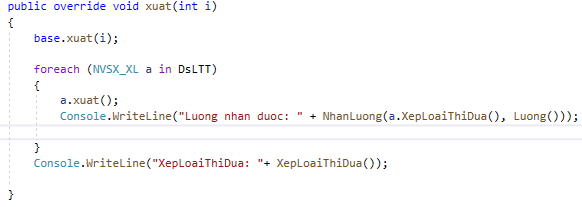 public override void xuat(int i)
{
base.xuat(i);
foreach (NVSX_XL a in DsLTT)
{
a.xuat();
Console.WriteLine("Luong nhan duoc: " + NhanLuong(a.XepLoaiThiDua(), Luong()));
}
Console.WriteLine("XepLoaiThiDua: "+ XepLoaiThiDua());
}